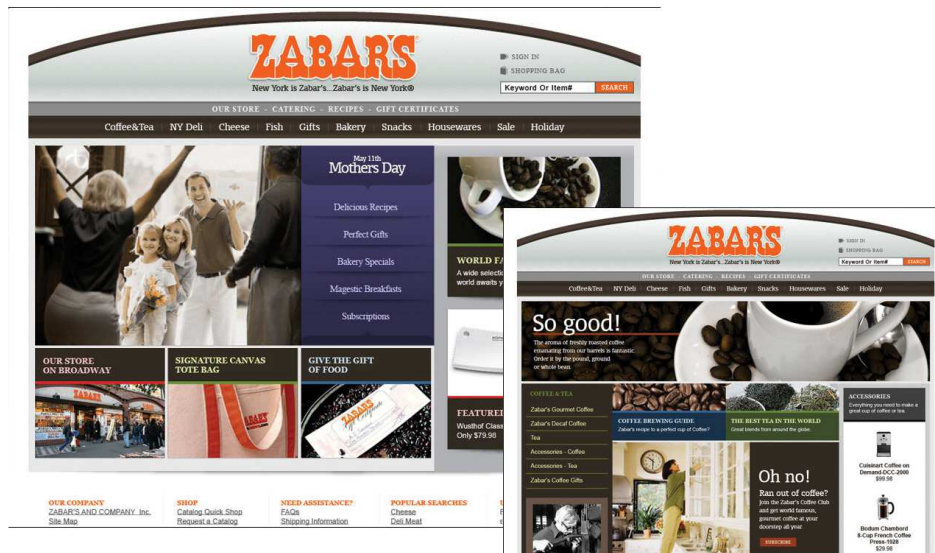 ZABAR'S
New York is Zabar's...Zabar's is New York®
SIGN IN
SHOPPING BAG
Keyword Or Item#
SEARCH
OUR STORE - CATERING - RECIPES - GIFT CERTIFICATES
Coffee&Tea NY Deli Cheese Fish Gifts Bakery Snacks Housewares Sale Holiday
May 11th
Mothers Day
Delicious Recipes
Perfect Gifts
Bakery Specials
Magestic Breakfasts
Subscriptions
WORLD
A wide
world awaits
OUR STORE
ON BROADWAY
ZABAR'S
SIGNATURE CANVAS
TOTE BAG
ZABAR'S
GIVE THE GIFT
OF FOOD
ZABAR'S
Wusthof
Only $79.98
OUR COMPANY
ZABAR'S AND COMPANY Inc.
Site Map
SHOP
Catalog Quick Shop
Request a Catalog
NEED ASSISTANCE?
FAQs
Shipping Information
POPULAR SEARCHES
Cheese
Deli Meat
ZABAR'S
New York is Zabar's...Zabar's is New York®
SIGN IN
SHOPPING BAG
Keyword Or Item#
SEARCH
OUR STORE - CATERING - RECIPES - GIFT CERTIFICATES
Coffee&Tea NY Deli Cheese Fish Gifts Bakery Snacks Housewares Sale Holiday
So good!
The aroma of freshly roasted coffee
emanating from our barrels is fantastic.
Order it by the pound, ground
or whole bean.
COFFEE & TEA
Zabar's Gourmet Coffee
Zabar's Decaf Coffee
Tea
Accessories - Coffee
Accessories - Tea
Zabar's Coffee Gifts
COFFEE BREWING GUIDE
Zabar's recipe to a perfect cup of Coffee?
THE BEST TEA IN THE WORLD
Great blends from around the globe.
Oh no!
Ran out of coffee?
Join the Zabar's Coffee Club
and get world famous,
gourmet coffee at your
doorstep all year
SUBSCRIBE
ACCESSORIES
Everything you need to make a
great cup of coffee or tea.
Cuisinart Coffee on
Demand-DCC-2000
$99.98
Bodum Chambord
8-Cup French Coffee
Press-1928
$29.98